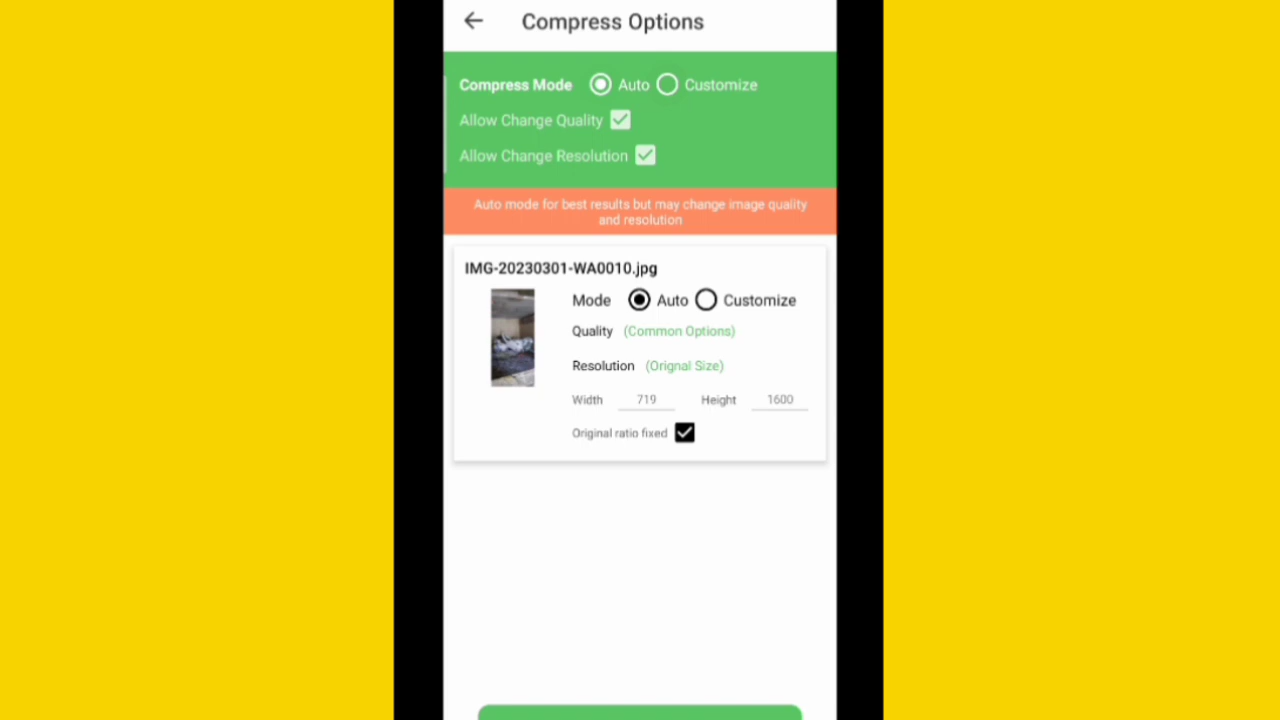 Compress Options
Compress Mode Auto Customize
Allow Change Quality
Allow Change Resolution
Auto mode for best results but may change image quality
and resolution
IMG-20230301-WA0010.jpg
Mode Auto Customize
Quality (Common Options)
Resolution (Orignal Size)
Width 719 Height 1600
Original ratio fixed